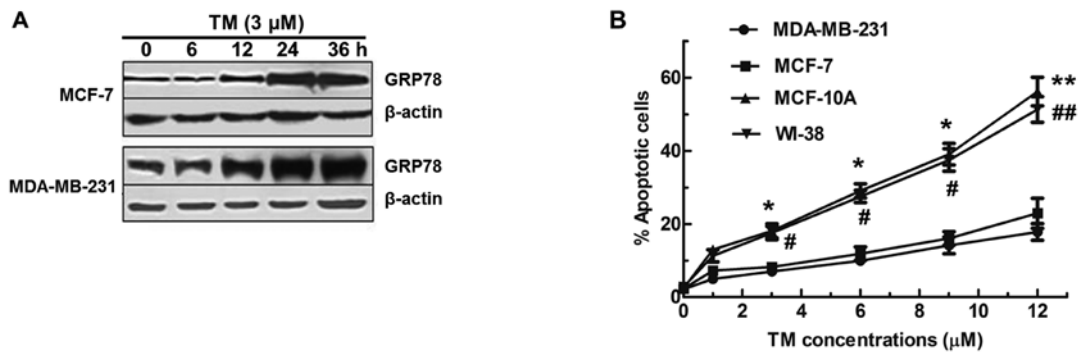 A
TM (3 µM)
0 6 12 24 36 h
MCF-7
GRP78
β-actin
MDA-MB-231
GRP78
β-actin
B
MDA-MB-231
MCF-7
MCF-10A
WI-38
% Apoptotic cells
60
40
20
0
0 2 4 6 8 10 12
TM concentrations (µM)
* * * **
# # # ##